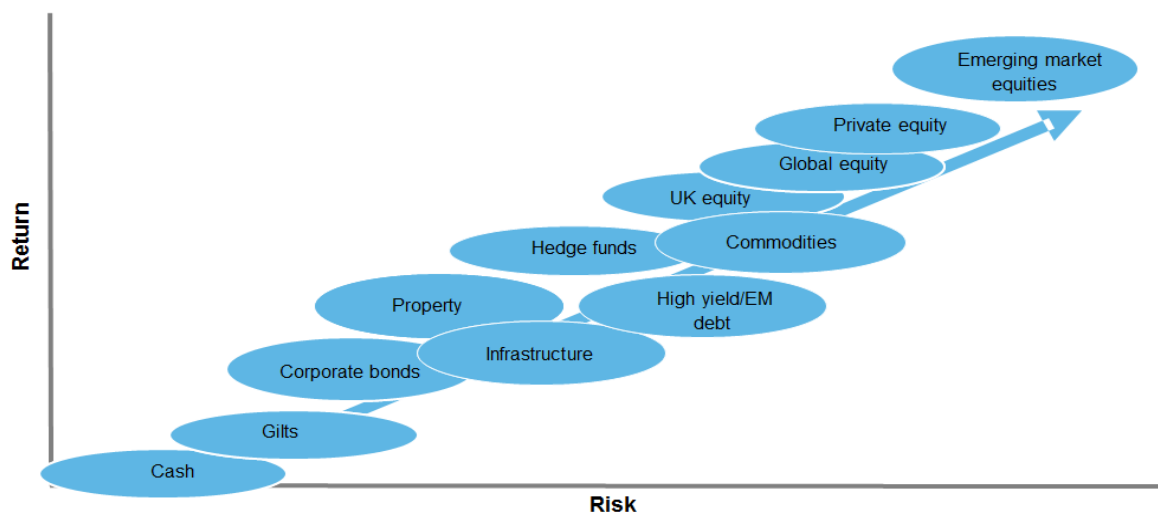 Emerging market
equities
Private equity
Global equity
UK equity
Commodities
Hedge funds
High yield/EM
debt
Property
Infrastructure
Corporate bonds
Gilts
Cash
Return
Risk